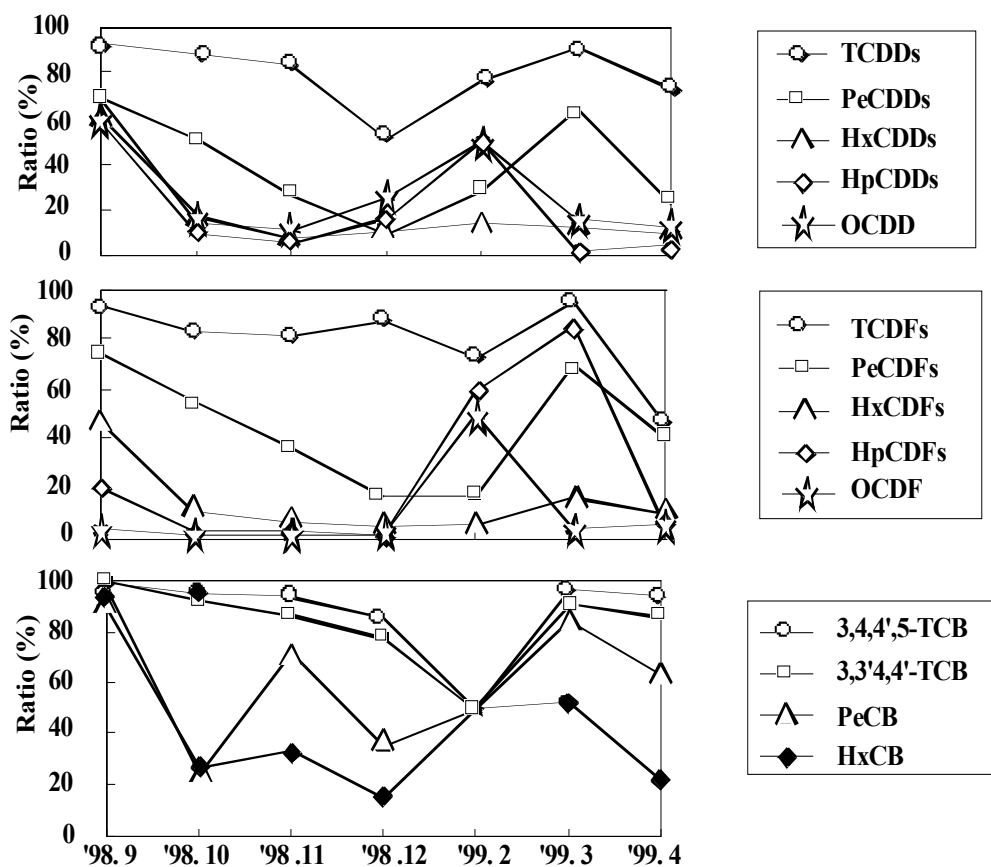 100
80
60
40
20
0
Ratio (%)
TCDDs
PeCDDs
HxCDDs
HpCDDs
OCDD
100
80
60
40
20
0
Ratio (%)
TCDFs
PeCDFs
HxCDFs
HpCDFs
OCDF
100
80
60
40
20
0
Ratio (%)
3,4,4',5-TCB
3,3'4,4'-TCB
PeCB
HxCB
'98. 9 '98. 10 '98 .11 '98 .12 '99. 2 '99. 3 '99. 4